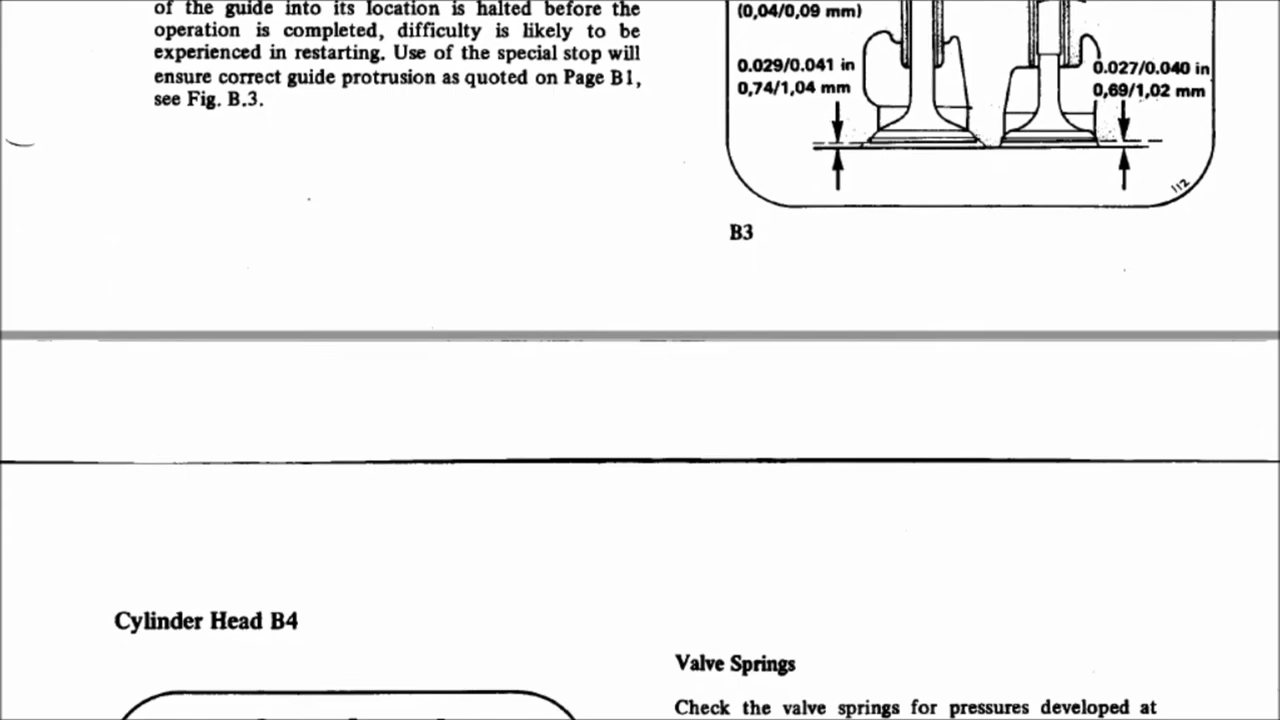 of the guide into its location is halted before the
operation is completed, difficulty is likely to be
experienced in restarting. Use of the special stop will
ensure correct guide protrusion as quoted on Page B1,
see Fig. B.3.
(0,04/0,09 mm)
0.029/0.041 in
0,74/1,04 mm
0.027/0.040 in
0,69/1,02 mm
112
B3
Cylinder Head B4
Valve Springs
Check the valve springs for pressures developed at